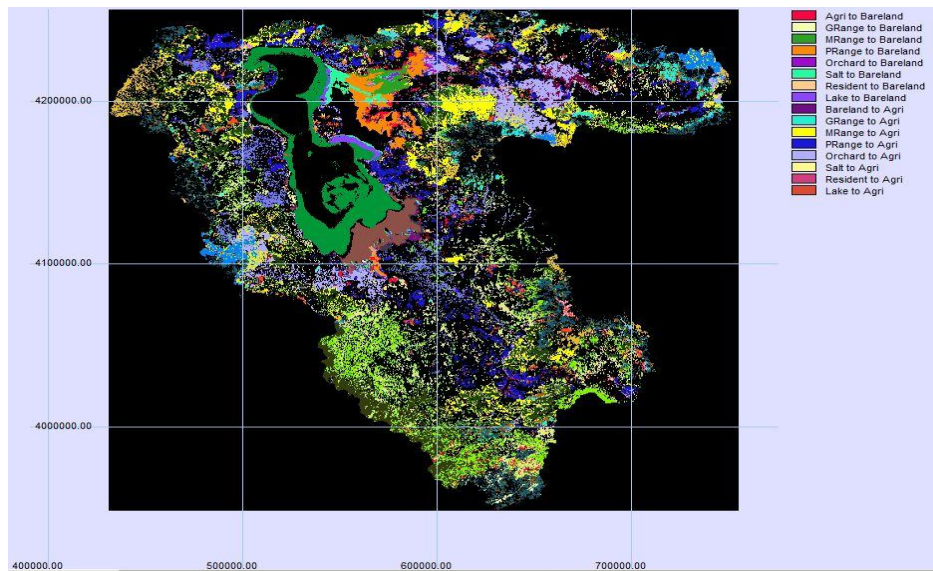 Agri to Bareland
GRange to Bareland
MRange to Bareland
PRange to Bareland
Orchard to Bareland
Salt to Bareland
Resident to Bareland
Lake to Bareland
Bareland to Agri
GRange to Agri
MRange to Agri
PRange to Agri
Orchard to Agri
Salt to Agri
Resident to Agri
Lake to Agri
4200000.00
4100000.00
4000000.00
400000.00 500000.00 600000.00 700000.00